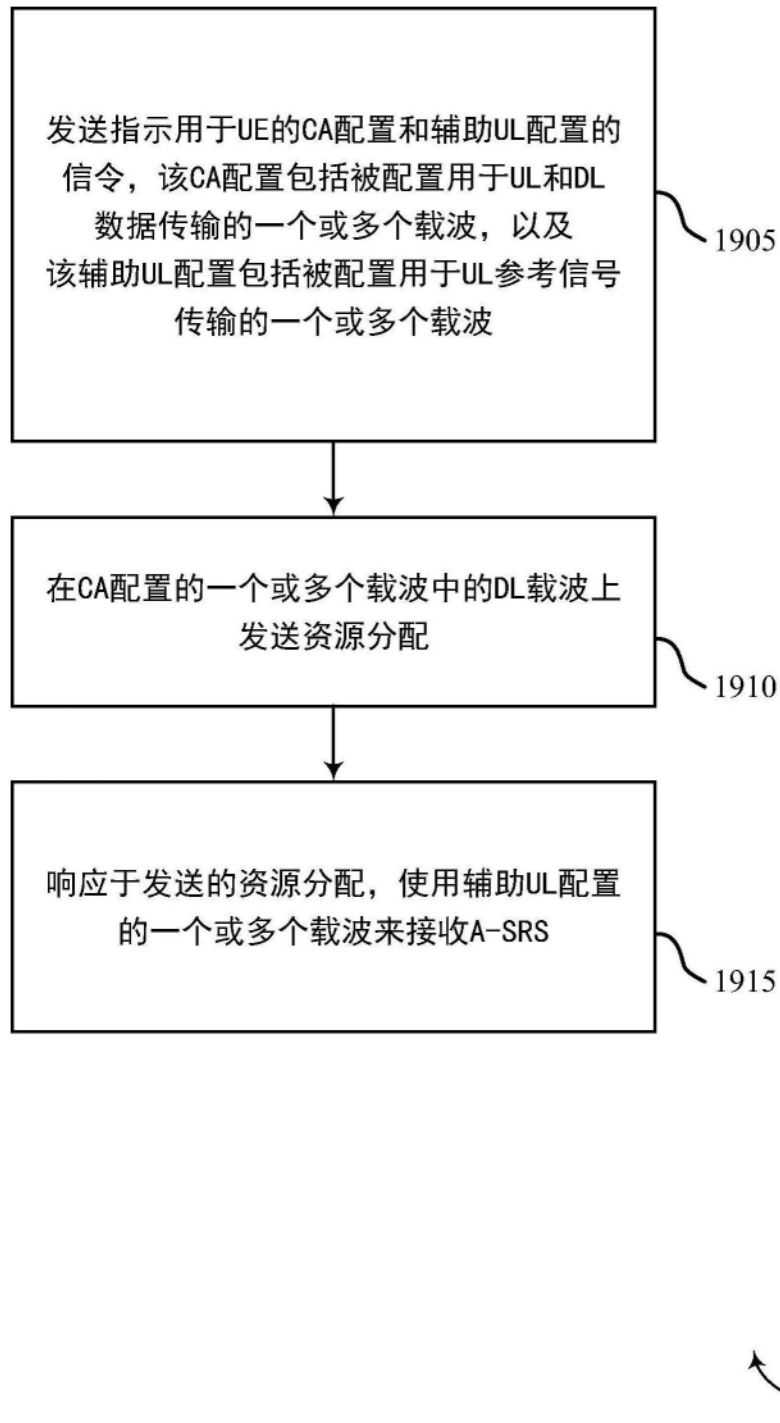 发送指示用于UE的CA配置和辅助UL配置的
信令，该CA配置包括被配置用于UL和DL
数据传输的一个或多个载波，以及
该辅助UL配置包括被配置用于UL参考信号
传输的一个或多个载波
1905
在CA配置的一个或多个载波中的DL载波上
发送资源分配
1910
响应于发送的资源分配，使用辅助UL配置
的一个或多个载波来接收A-SRS
1915